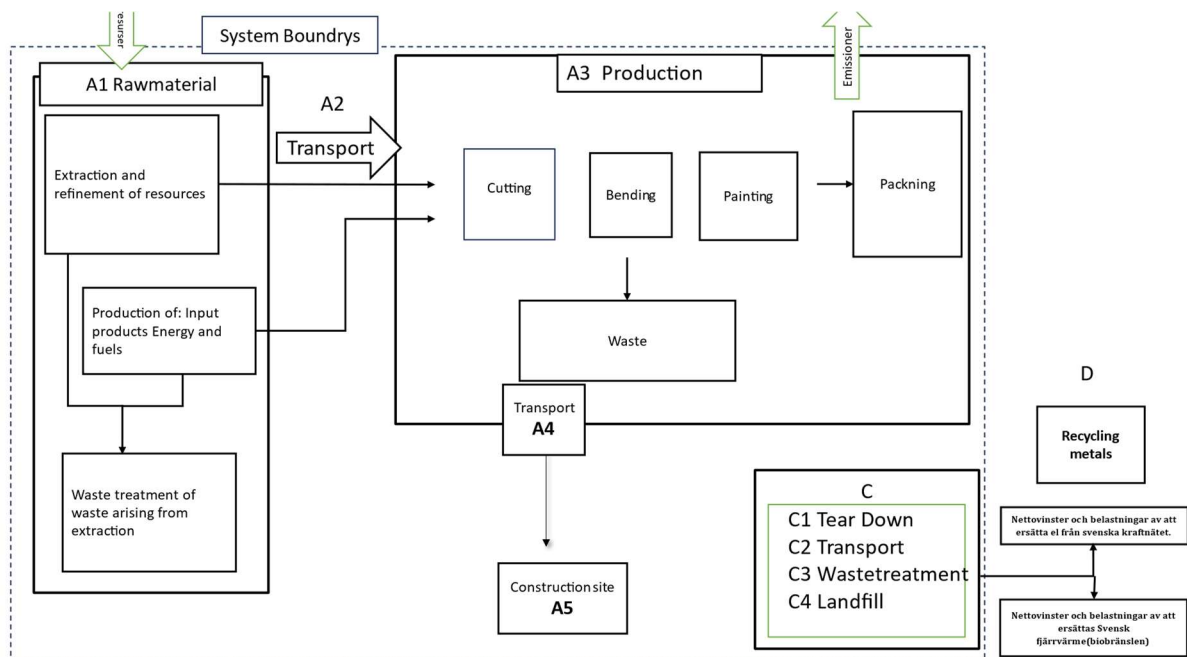 esurser
System Boundrys
Emissioner
A1 Rawmaterial
A3 Production
A2
Transport
Extraction and
refinement of resources
Cutting
Bending
Painting
Packning
Production of: Input
products Energy and
fuels
Waste
Transport
A4
Waste treatment of
waste arising from
extraction
Construction site
A5
C
C1 Tear Down
C2 Transport
C3 Wastetreatment
C4 Landfill
D
Recycling
metals
Nettovinster och belastningar av att
ersätta el från svenska kraftnätet.
Nettovinster och belastningar av att
ersättas Svensk
fjärrvärme(biobränslen)